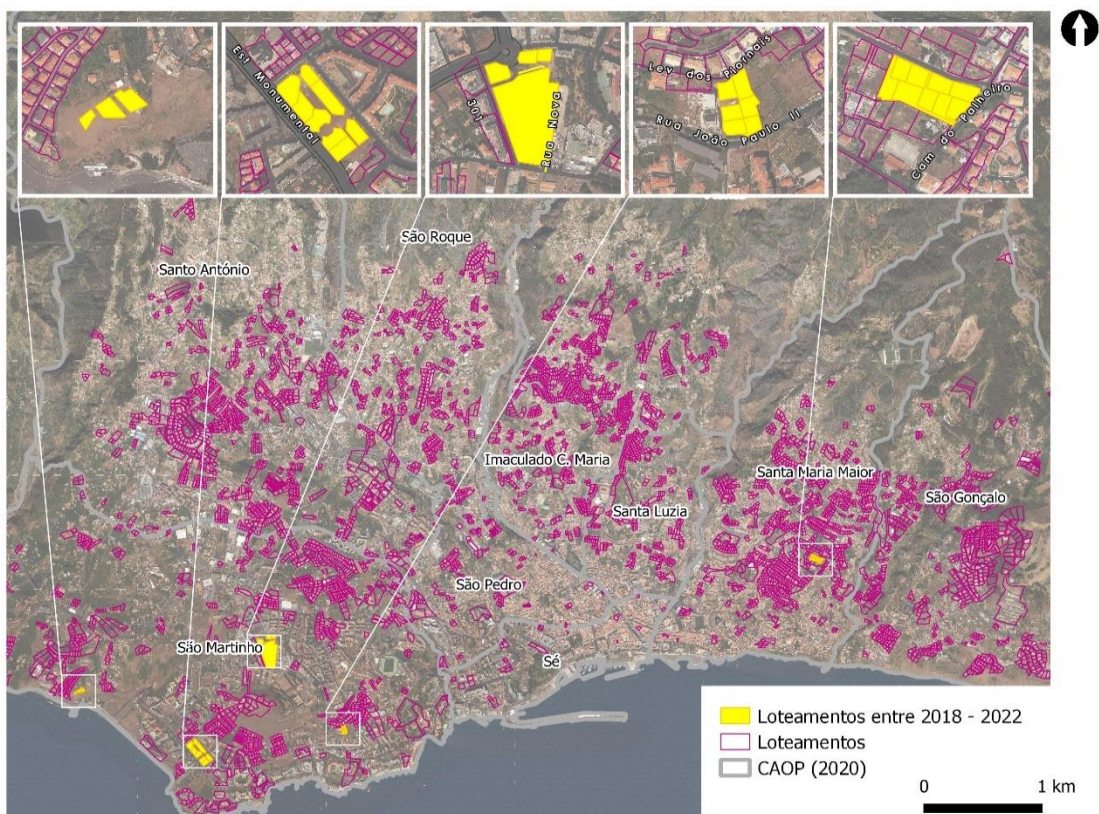 Est Monumental
301
Rua Nova
Lev dos Piornais
Rua João Paulo II
Cam do Palheiro
São Roque
Santo António
Imaculado C. Maria
Santa Maria Maior
São Gonçalo
Santa Luzia
São Pedro
São Martinho
Sé
Loteamentos entre 2018 - 2022
Loteamentos
CAOP (2020)
0 1 km